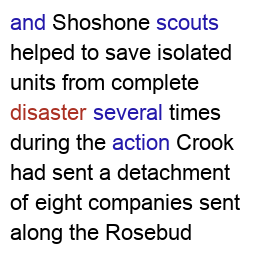 and Shoshone scouts
helped to save isolated
units from complete
disaster several times
during the action Crook
had sent a detachment
of eight companies sent
along the Rosebud